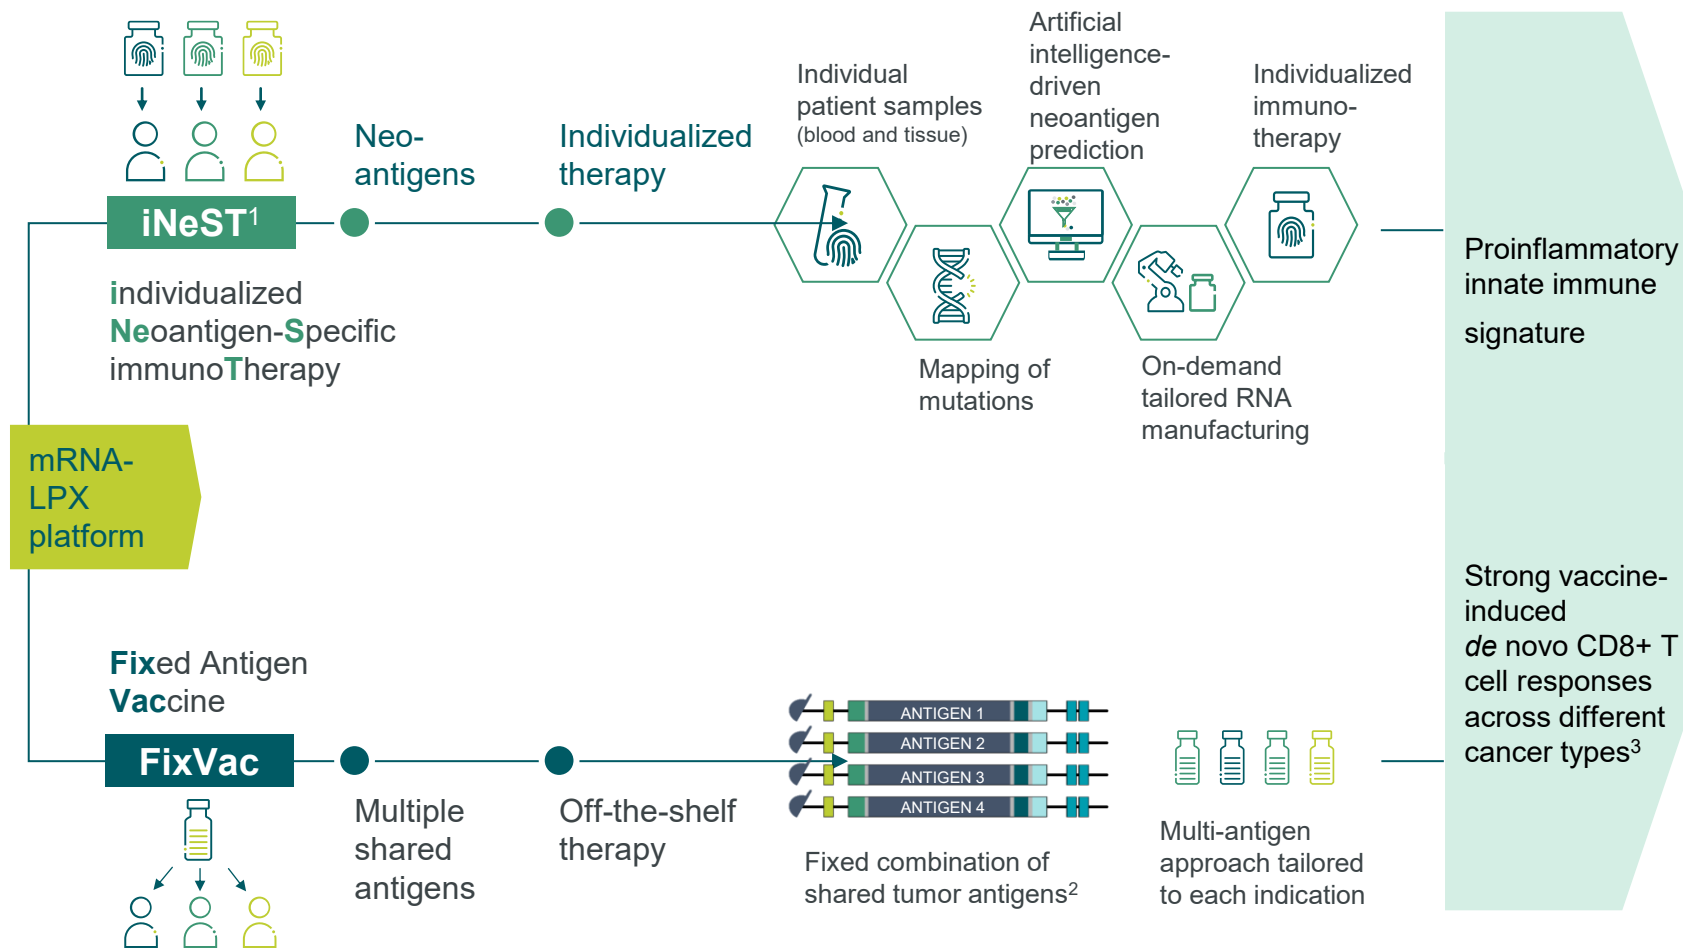 mRNA-
LPX
platform
iNeST¹
individualized
Neoantigen-Specific
immunoTherapy
Neo-
antigens
Individualized
therapy
Individual
patient samples
(blood and tissue)
Mapping of
mutations
Artificial
intelligence-
driven
neoantigen
prediction
On-demand
tailored RNA
manufacturing
Individualized
immuno-
therapy
Fixed Antigen
Vaccine
FixVac
Multiple
shared
antigens
Off-the-shelf
therapy
ANTIGEN 1
ANTIGEN 2
ANTIGEN 3
ANTIGEN 4
Fixed combination of
shared tumor antigens²
Multi-antigen
approach tailored
to each indication
Proinflammatory
innate immune
signature
Strong vaccine-
induced
de novo CD8+ T
cell responses
across different
cancer types³